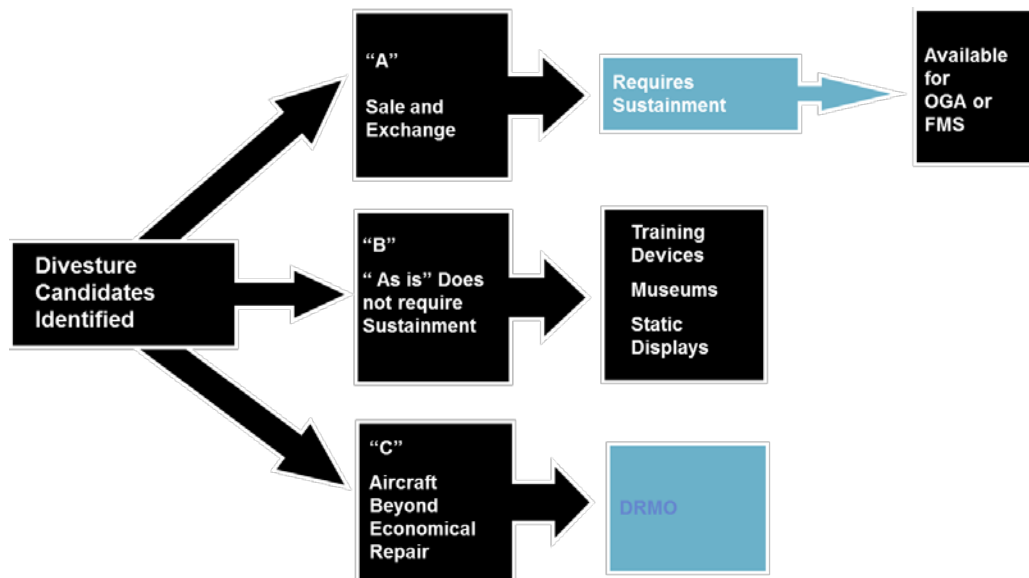 Divesture
Candidates
Identified
“A”
Sale and
Exchange
Requires
Sustainment
Available
for
OGA or
FMS
“B”
“ As is” Does
not require
Sustainment
Training
Devices
Museums
Static
Displays
“C”
Aircraft
Beyond
Economical
Repair
DRMO